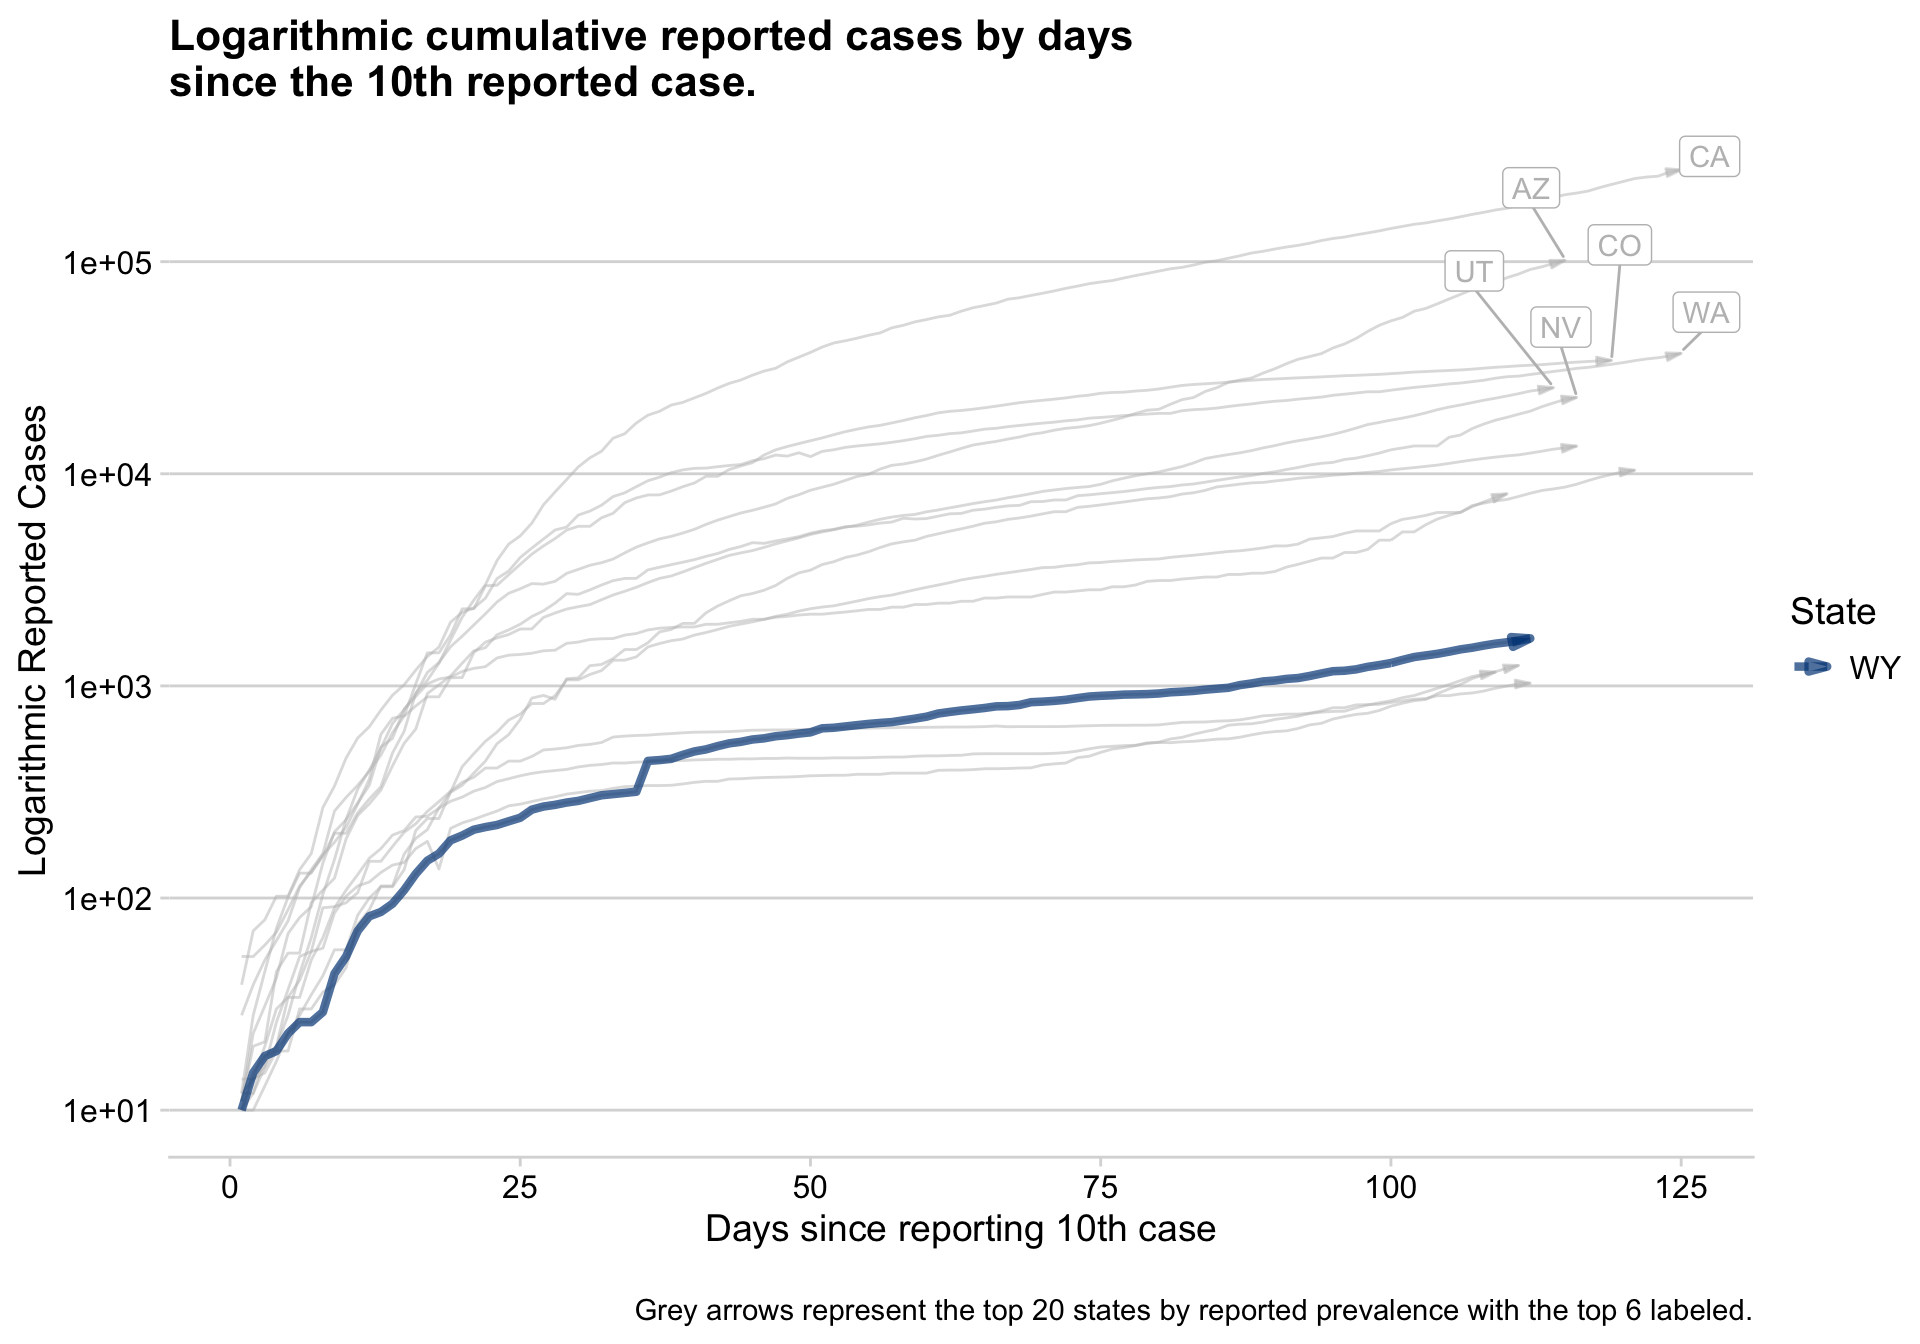 Logarithmic cumulative reported cases by days
since the 10th reported case.
CA
AZ
CO
UT
WA
NV
1e+05
1e+04
1e+03
1e+02
1e+01
Logarithmic Reported Cases
State
WY
0 25 50 75 100 125
Days since reporting 10th case
Grey arrows represent the top 20 states by reported prevalence with the top 6 labeled.